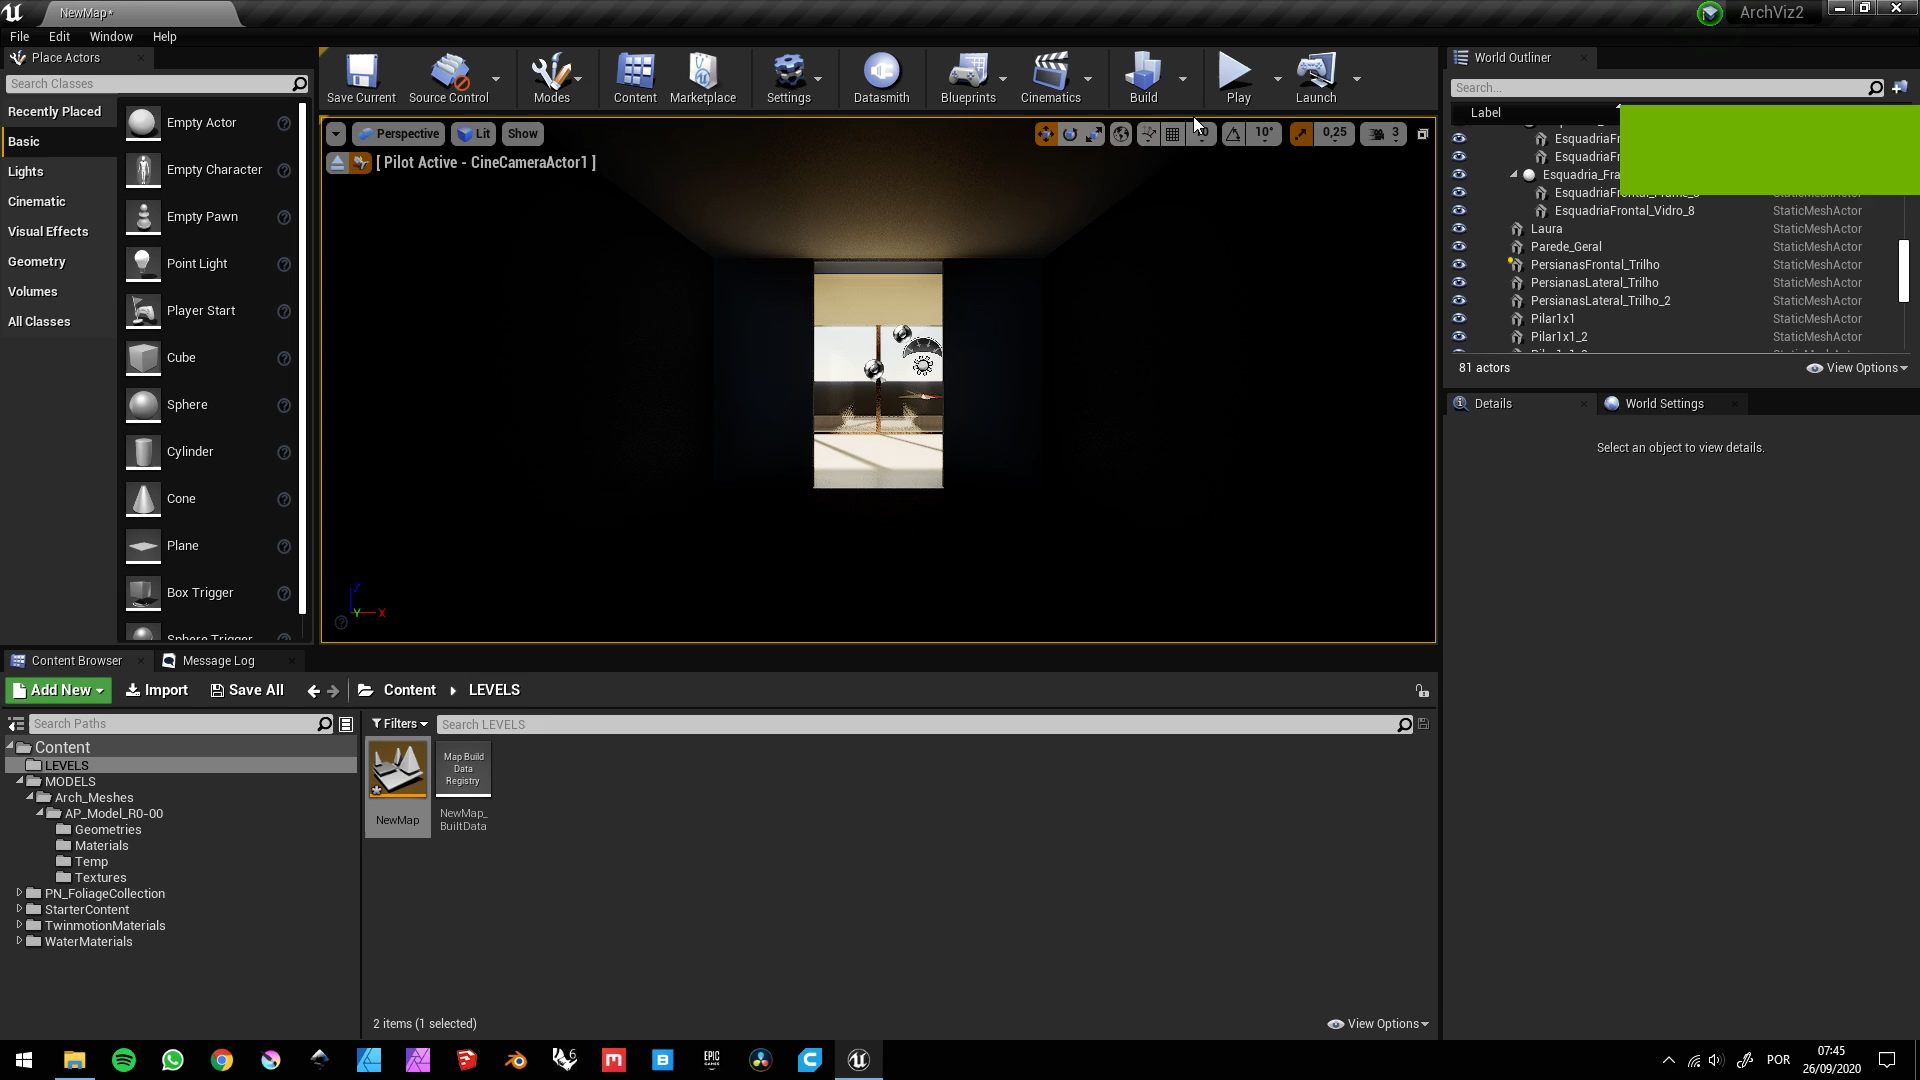 NewMap*
ArchViz2
File Edit Window Help
Place Actors
Search Classes
Recently Placed
Basic
Lights
Cinematic
Visual Effects
Geometry
Volumes
All Classes
Empty Actor
Empty Character
Empty Pawn
Point Light
Player Start
Cube
Sphere
Cylinder
Cone
Plane
Box Trigger
Sphere Trigger
Save Current
Source Control
Modes
Content
Marketplace
Settings
Datasmith
Blueprints
Cinematics
Build
Play
Launch
Perspective Lit Show
10° 0,25 3
[ Pilot Active - CineCameraActor1 ]
Z
Y X
World Outliner
Search...
Label
EsquadriaFr
EsquadriaFr
Esquadria_Fra
EsquadriaFrontal_Vidro_8 StaticMeshActor
Laura StaticMeshActor
Parede_Geral StaticMeshActor
PersianasFrontal_Trilho StaticMeshActor
PersianasLateral_Trilho StaticMeshActor
PersianasLateral_Trilho_2 StaticMeshActor
Pilar1x1 StaticMeshActor
Pilar1x1_2 StaticMeshActor
81 actors View Options
Details World Settings
Select an object to view details.
Content Browser Message Log
Add New Import Save All Content LEVELS
Search Paths
Filters Search LEVELS
Content
LEVELS
MODELS
Arch_Meshes
AP_Model_R0-00
Geometries
Materials
Temp
Textures
PN_FoliageCollection
StarterContent
TwinmotionMaterials
WaterMaterials
Map Build
Data
Registry
NewMap
NewMap_
BuiltData
2 items (1 selected) View Options
EPIC
GAMES
6
POR
07:45
26/09/2020